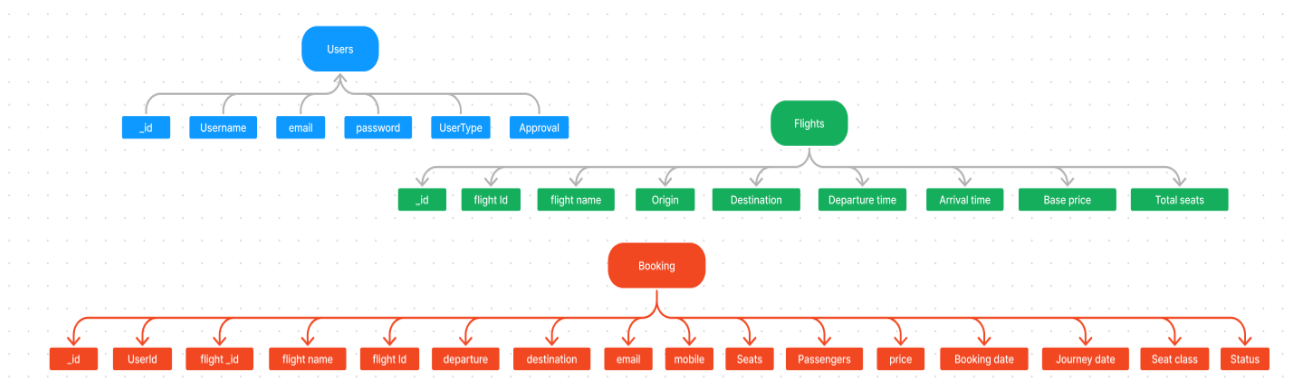 Users
_id
Username
email
password
UserType
Approval
Flights
_id
flight Id
flight name
Origin
Destination
Departure time
Arrival time
Base price
Total seats
Booking
_id
UserId
flight _id
flight name
flight Id
departure
destination
email
mobile
Seats
Passengers
price
Booking date
Journey date
Seat class
Status